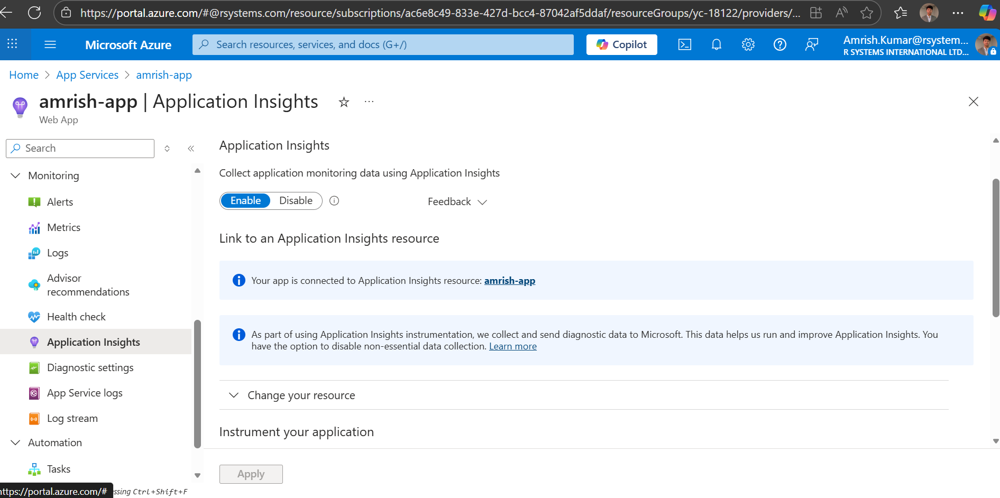 https://portal.azure.com/#@rsystems.com/resource/subscriptions/ac6e8c49-833e-427d-bcc4-87042af5ddaf/resourceGroups/yc-18122/providers/...
Microsoft Azure
Search resources, services, and docs (G+/)
Copilot
Amrish.Kumar@rsystem...
R SYSTEMS INTERNATIONAL LTD...
Home > App Services > amrish-app
amrish-app | Application Insights
Web App
Search
Monitoring
Alerts
Metrics
Logs
Advisor
recommendations
Health check
Application Insights
Diagnostic settings
App Service logs
Log stream
Automation
Tasks
Application Insights
Collect application monitoring data using Application Insights
Enable Disable
Feedback
Link to an Application Insights resource
Your app is connected to Application Insights resource: amrish-app
As part of using Application Insights instrumentation, we collect and send diagnostic data to Microsoft. This data helps us run and improve Application Insights. You
have the option to disable non-essential data collection. Learn more
Change your resource
Instrument your application
Apply
https://portal.azure.com/#
Ctrl+Shift+F